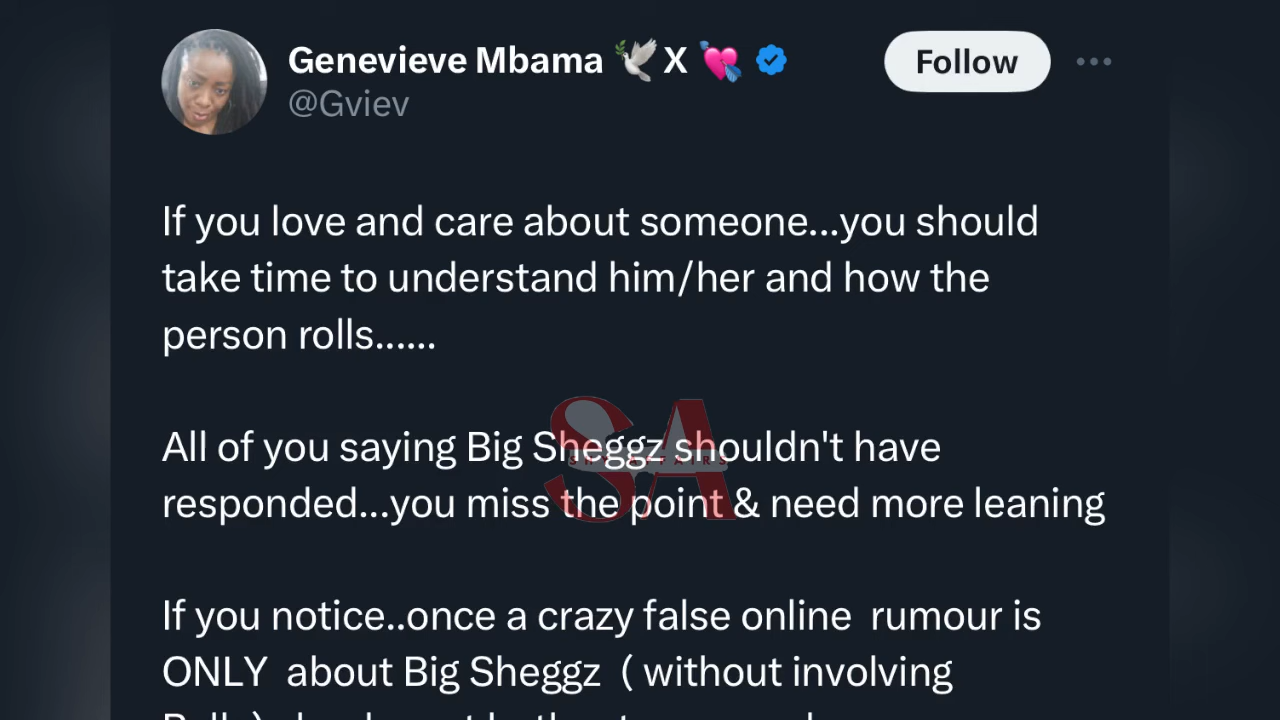 Genevieve Mbama 🕊️X 💘
Follow
@Gviev
If you love and care about someone...you should
take time to understand him/her and how the
person rolls......
All of you saying Big Sheggz shouldn't have
responded...you miss the point & need more leaning
If you notice..once a crazy false online rumour is
ONLY about Big Sheggz ( without involving
SA